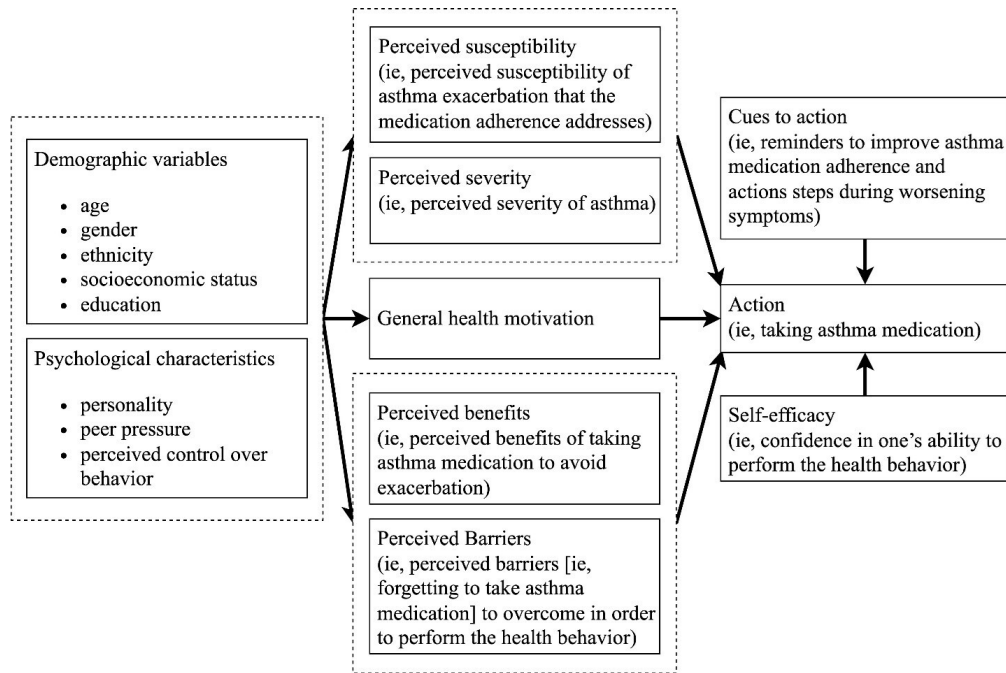 Demographic variables
• age
• gender
• ethnicity
• socioeconomic status
• education
Psychological characteristics
• personality
• peer pressure
• perceived control over
behavior
Perceived susceptibility
(ie, perceived susceptibility of
asthma exacerbation that the
medication adherence addresses)
Perceived severity
(ie, perceived severity of asthma)
General health motivation
Perceived benefits
(ie, perceived benefits of taking
asthma medication to avoid
exacerbation)
Perceived Barriers
(ie, perceived barriers [ie,
forgetting to take asthma
medication] to overcome in order
to perform the health behavior)
Cues to action
(ie, reminders to improve asthma
medication adherence and
actions steps during worsening
symptoms)
Action
(ie, taking asthma medication)
Self-efficacy
(ie, confidence in one’s ability to
perform the health behavior)